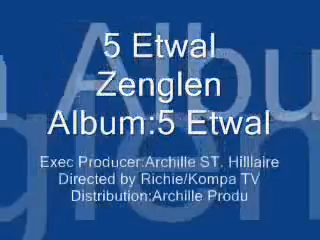 5 Etwal
Zenglen
Album:5 Etwal
Exec Producer:Archille ST. Hilllaire
Directed by Richie/Kompa TV
Distribution:Archille Produ